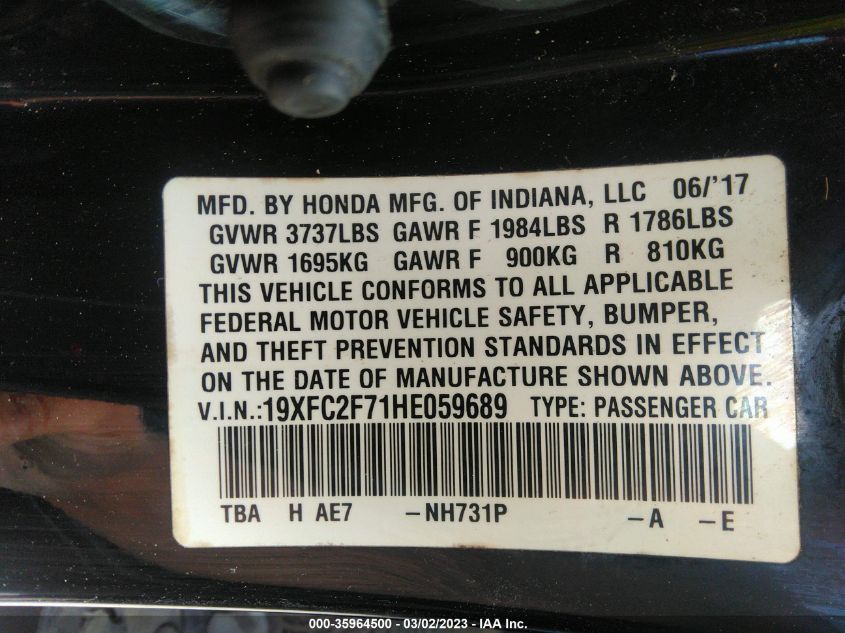 MFD. BY HONDA MFG. OF INDIANA, LLC 06/'17
GVWR 3737LBS GAWR F 1984LBS R 1786LBS
GVWR 1695KG GAWR F 900KG R 810KG
THIS VEHICLE CONFORMS TO ALL APPLICABLE
FEDERAL MOTOR VEHICLE SAFETY, BUMPER,
AND THEFT PREVENTION STANDARDS IN EFFECT
ON THE DATE OF MANUFACTURE SHOWN ABOVE.
V.I.N.:19XFC2F71HE059689 TYPE: PASSENGER CAR
TBA H AE7 -NH731P -A -E
000-35964500 - 03/02/2023 - IAA Inc.